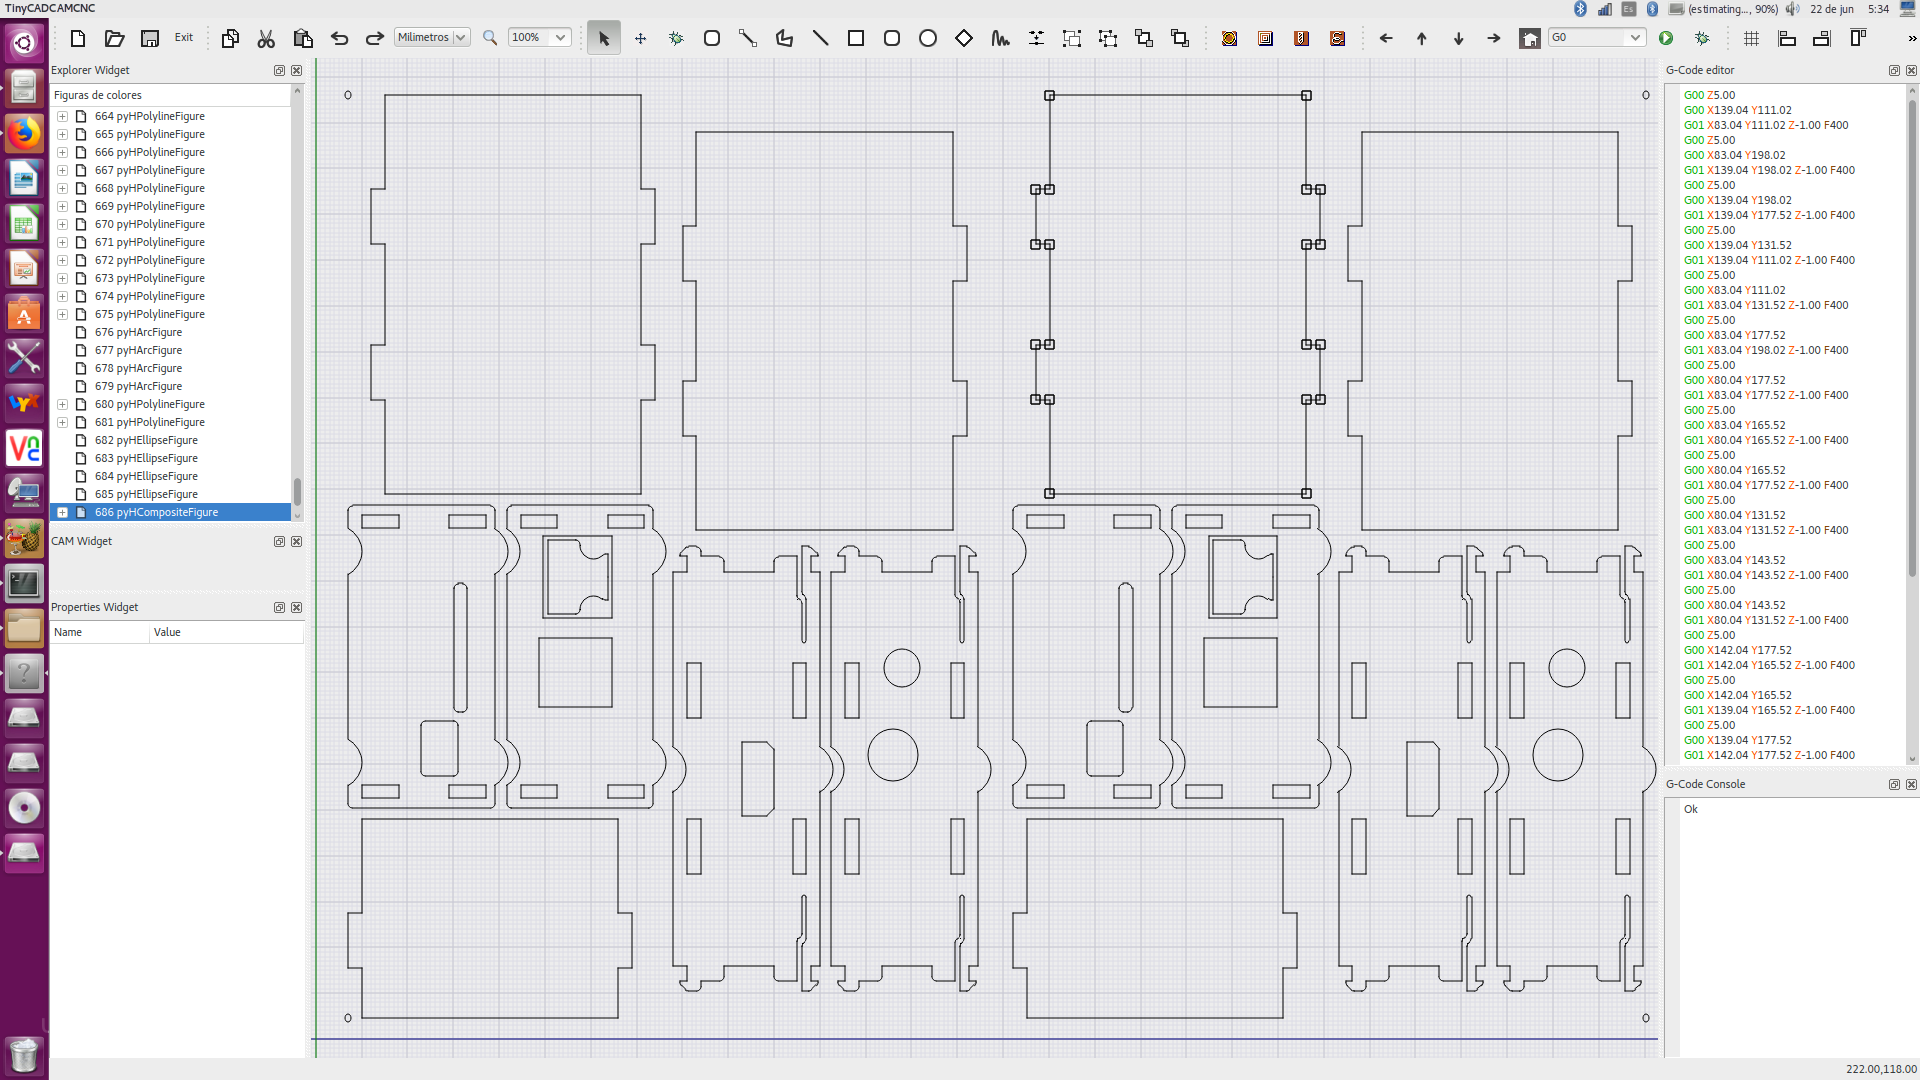 TinyCADCAMCNC
Es (estimating..., 90%) 22 de jun 5:34
Exit Milimetros 100% G0 »
Explorer Widget
Figuras de colores
664 pyHPolylineFigure
665 pyHPolylineFigure
666 pyHPolylineFigure
667 pyHPolylineFigure
668 pyHPolylineFigure
669 pyHPolylineFigure
670 pyHPolylineFigure
671 pyHPolylineFigure
672 pyHPolylineFigure
673 pyHPolylineFigure
674 pyHPolylineFigure
675 pyHPolylineFigure
676 pyHArcFigure
677 pyHArcFigure
678 pyHArcFigure
679 pyHArcFigure
680 pyHPolylineFigure
681 pyHPolylineFigure
682 pyHEllipseFigure
683 pyHEllipseFigure
684 pyHEllipseFigure
685 pyHEllipseFigure
686 pyHCompositeFigure
CAM Widget
Properties Widget
Name Value
G-Code editor
G00 Z5.00
G00 X139.04 Y111.02
G01 X83.04 Y111.02 Z-1.00 F400
G00 Z5.00
G00 X83.04 Y198.02
G01 X139.04 Y198.02 Z-1.00 F400
G00 Z5.00
G00 X139.04 Y198.02
G01 X139.04 Y177.52 Z-1.00 F400
G00 Z5.00
G00 X139.04 Y131.52
G01 X139.04 Y111.02 Z-1.00 F400
G00 Z5.00
G00 X83.04 Y111.02
G01 X83.04 Y131.52 Z-1.00 F400
G00 Z5.00
G00 X83.04 Y177.52
G01 X83.04 Y198.02 Z-1.00 F400
G00 Z5.00
G00 X80.04 Y177.52
G01 X83.04 Y177.52 Z-1.00 F400
G00 Z5.00
G00 X83.04 Y165.52
G01 X80.04 Y165.52 Z-1.00 F400
G00 Z5.00
G00 X80.04 Y165.52
G01 X80.04 Y177.52 Z-1.00 F400
G00 Z5.00
G00 X80.04 Y131.52
G01 X83.04 Y131.52 Z-1.00 F400
G00 Z5.00
G00 X83.04 Y143.52
G01 X80.04 Y143.52 Z-1.00 F400
G00 Z5.00
G00 X80.04 Y143.52
G01 X80.04 Y131.52 Z-1.00 F400
G00 Z5.00
G00 X142.04 Y177.52
G01 X142.04 Y165.52 Z-1.00 F400
G00 Z5.00
G00 X142.04 Y165.52
G01 X139.04 Y165.52 Z-1.00 F400
G00 Z5.00
G00 X139.04 Y177.52
G01 X142.04 Y177.52 Z-1.00 F400
G-Code Console
Ok
222.00,118.00